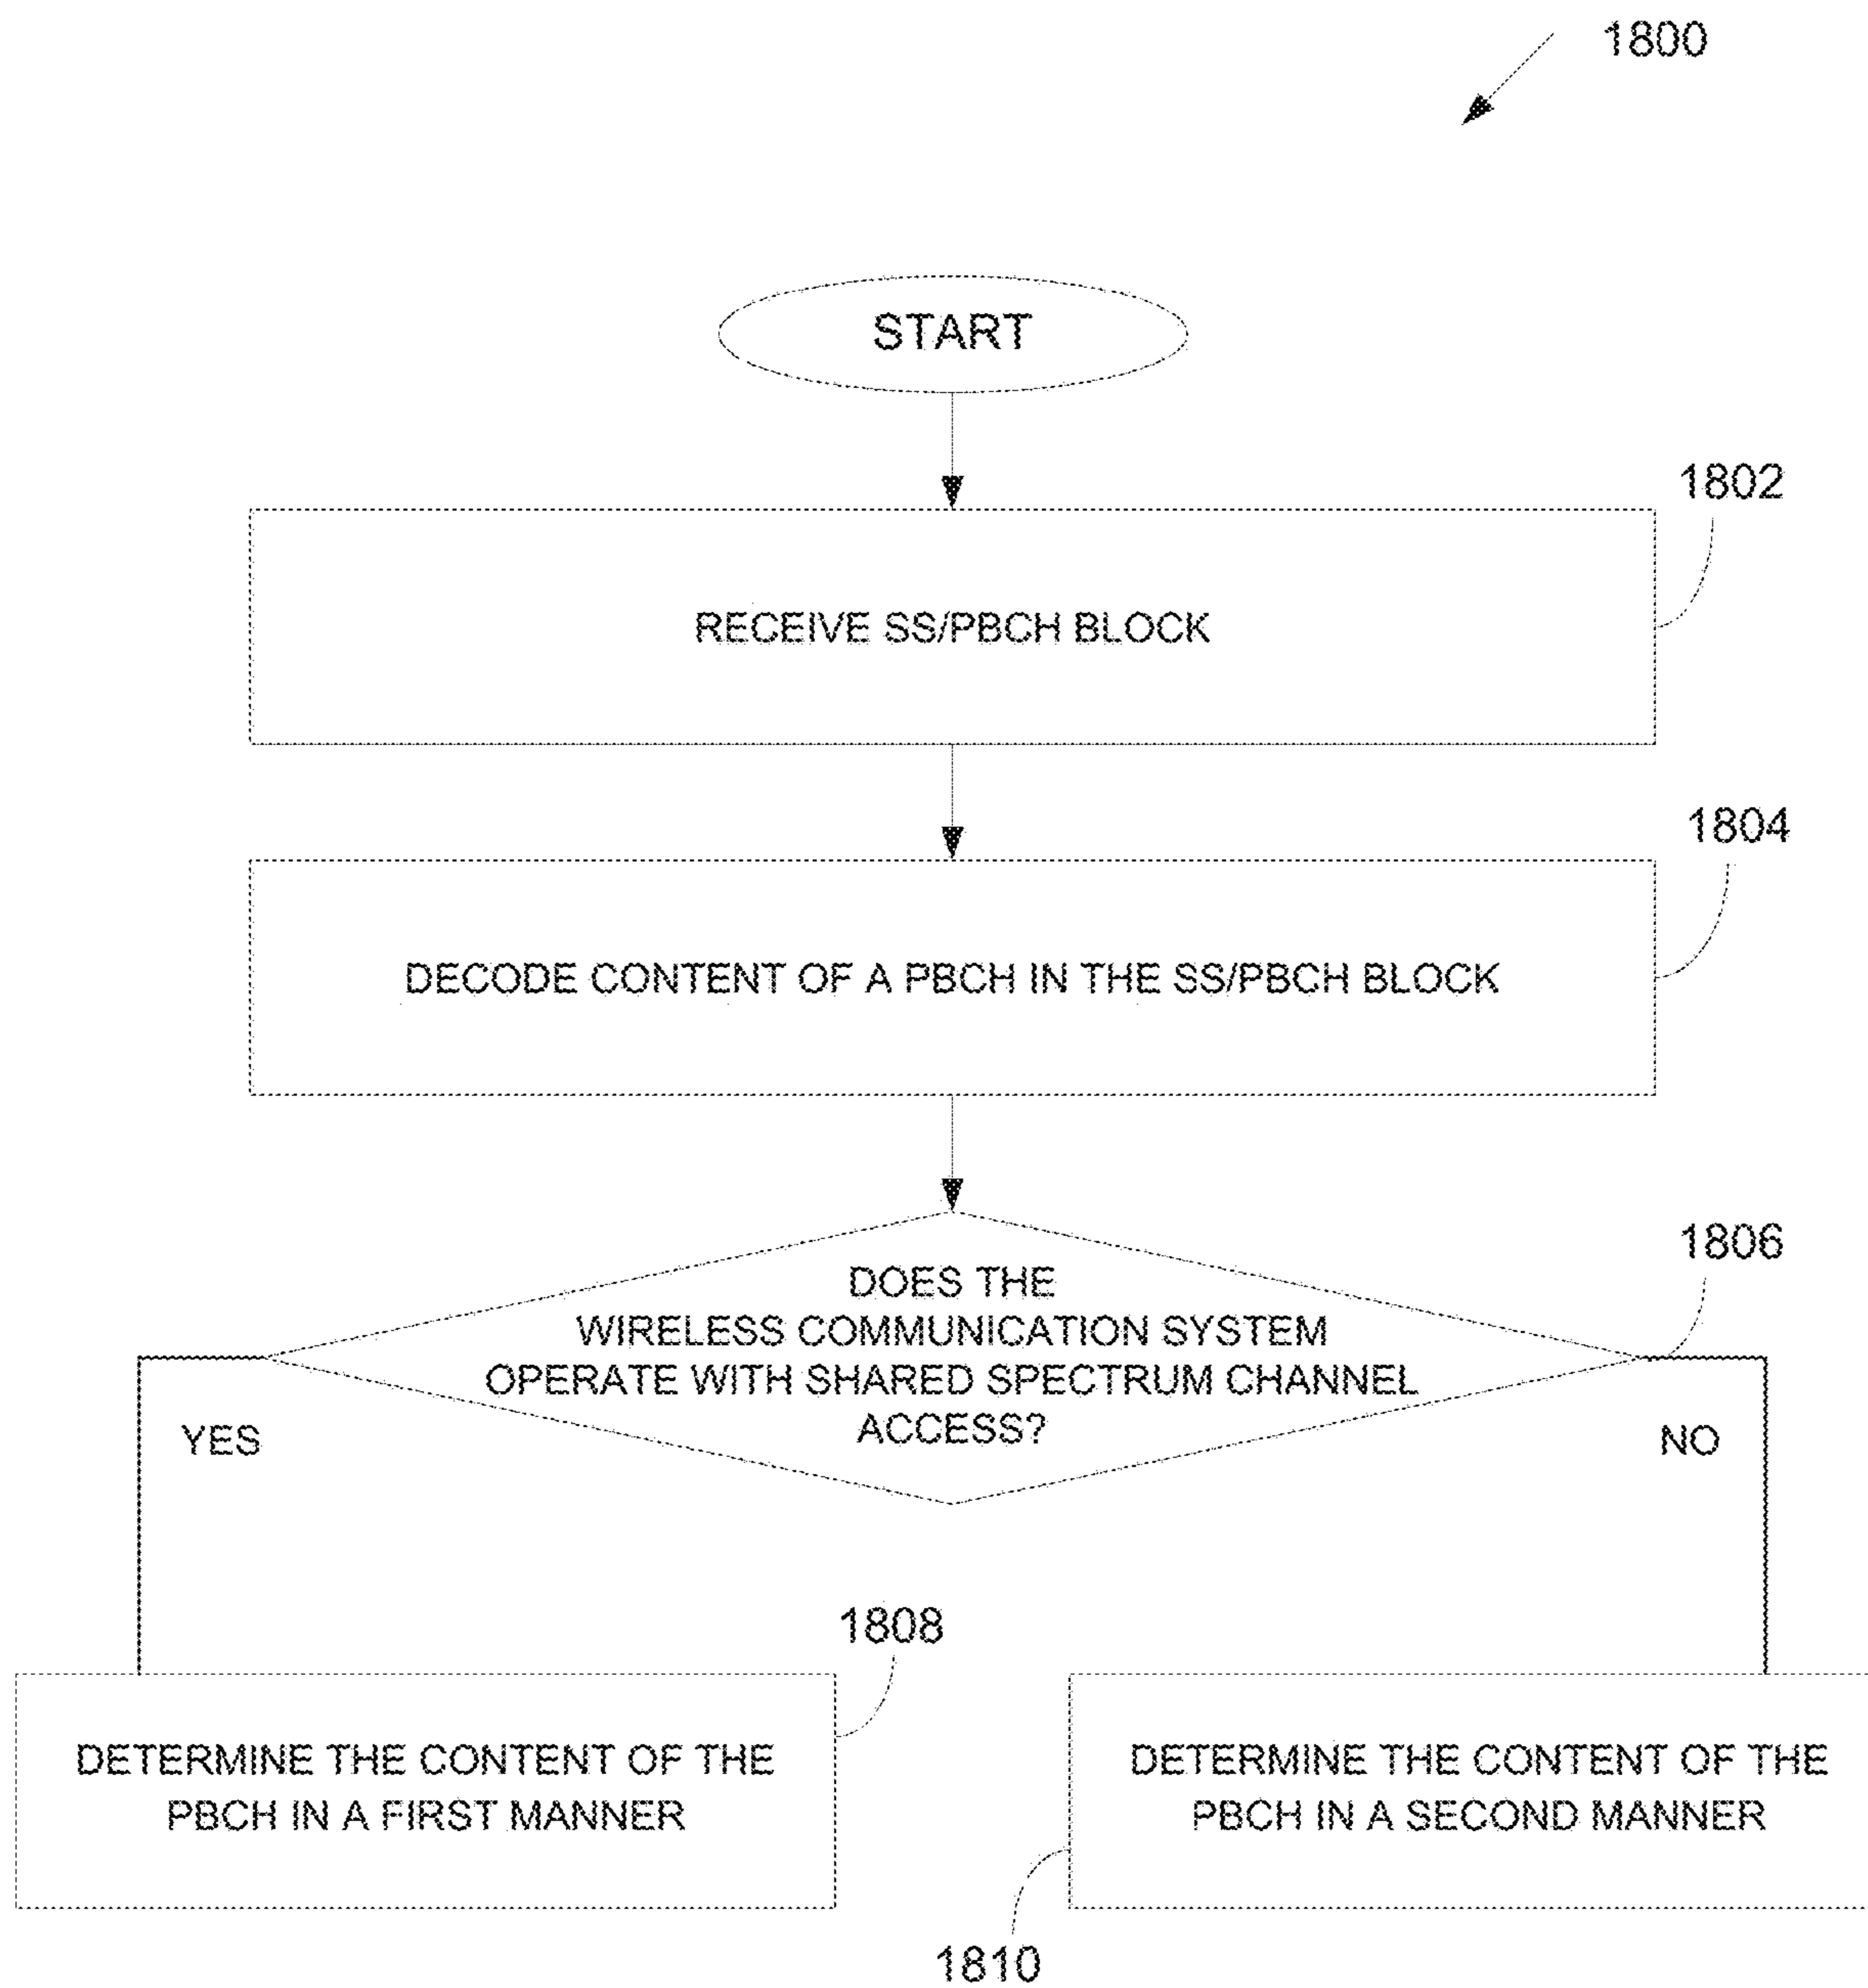 1800
START
1802
RECEIVE SS/PBCH BLOCK
1804
DECODE CONTENT OF A PBCH IN THE SS/PBCH BLOCK
1806
DOES THE
WIRELESS COMMUNICATION SYSTEM
OPERATE WITH SHARED SPECTRUM CHANNEL
ACCESS?
YES
NO
1808
DETERMINE THE CONTENT OF THE
PBCH IN A FIRST MANNER
DETERMINE THE CONTENT OF THE
PBCH IN A SECOND MANNER
1810